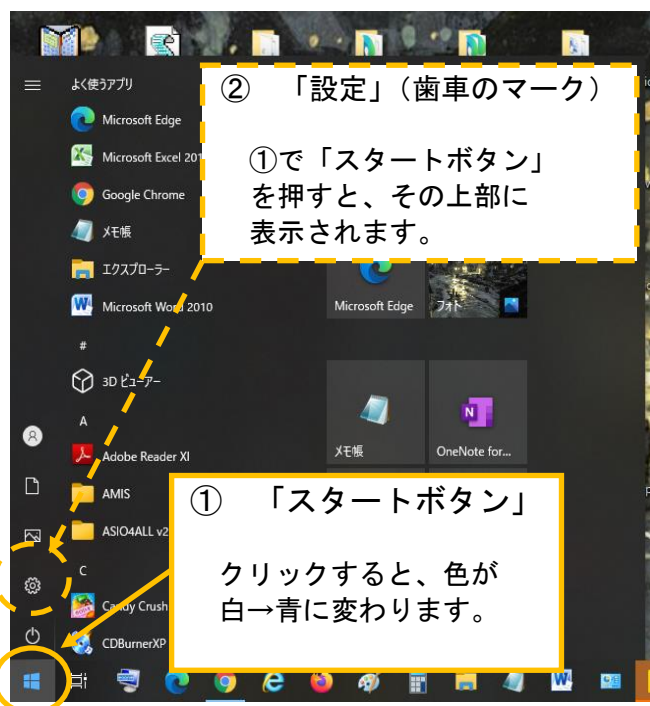 よく使うアプリ
Microsoft Edge
Microsoft Excel 201
Google Chrome
メモ帳
エクスプローラー
Microsoft Word 2010
#
3D ビューアー
A
Adobe Reader XI
AMIS
ASIO4ALL v2
C
Candy Crush
CDBurnerXP
② 「設定」(歯車のマーク)
①で「スタートボタン」
を押すと、その上部に
表示されます。
Microsoft Edge
フォト
メモ帳
OneNote for...
① 「スタートボタン」
クリックすると、色が
白→青に変わります。